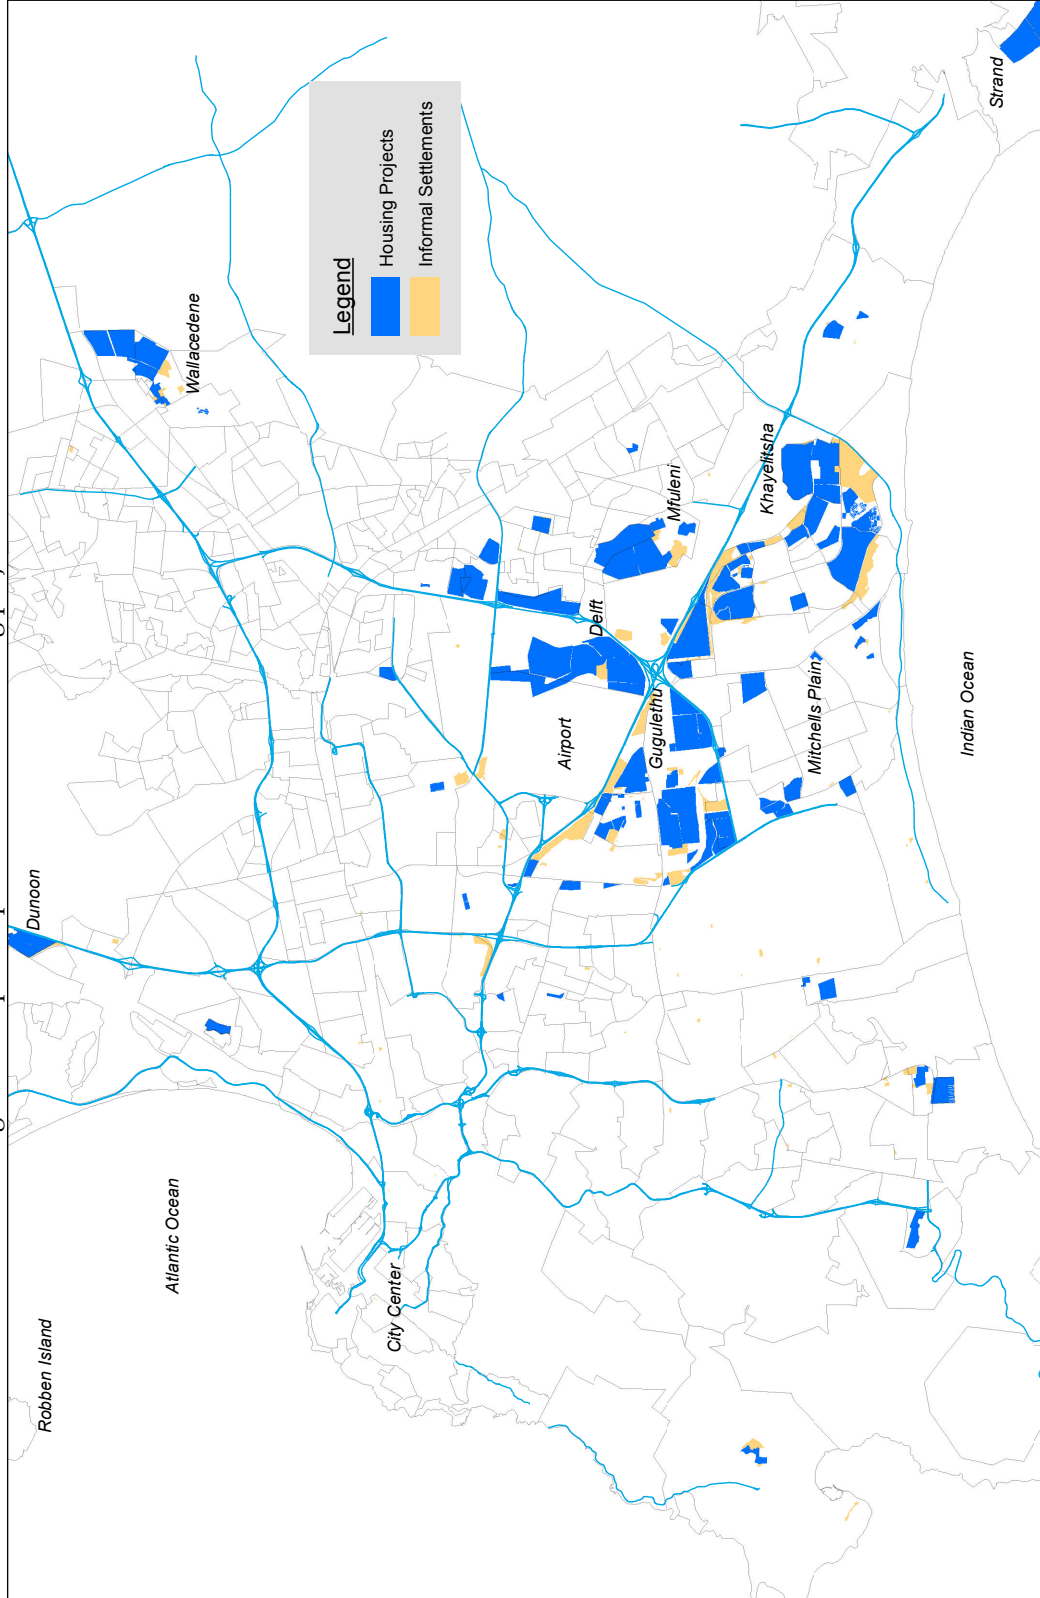 Robben Island
Atlantic Ocean
Dunoon
City Center
Wallacedene
Legend
Housing Projects
Informal Settlements
Airport
Delft
Gugulethu
Mfuleni
Khayelitsha
Mitchells Plain
Indian Ocean
Strand